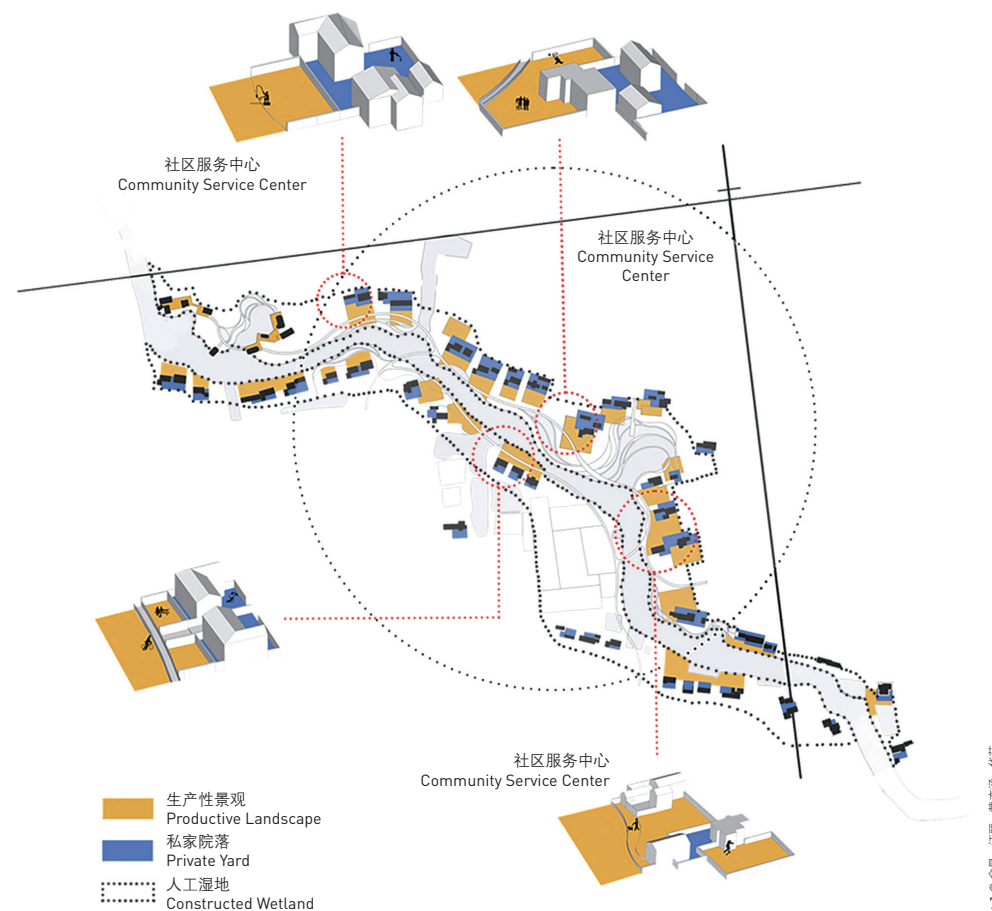 社区服务中心
Community Service Center
社区服务中心
Community Service
Center
社区服务中心
Community Service Center
生产性景观
Productive Landscape
私家院落
Private Yard
人工湿地
Constructed Wetland